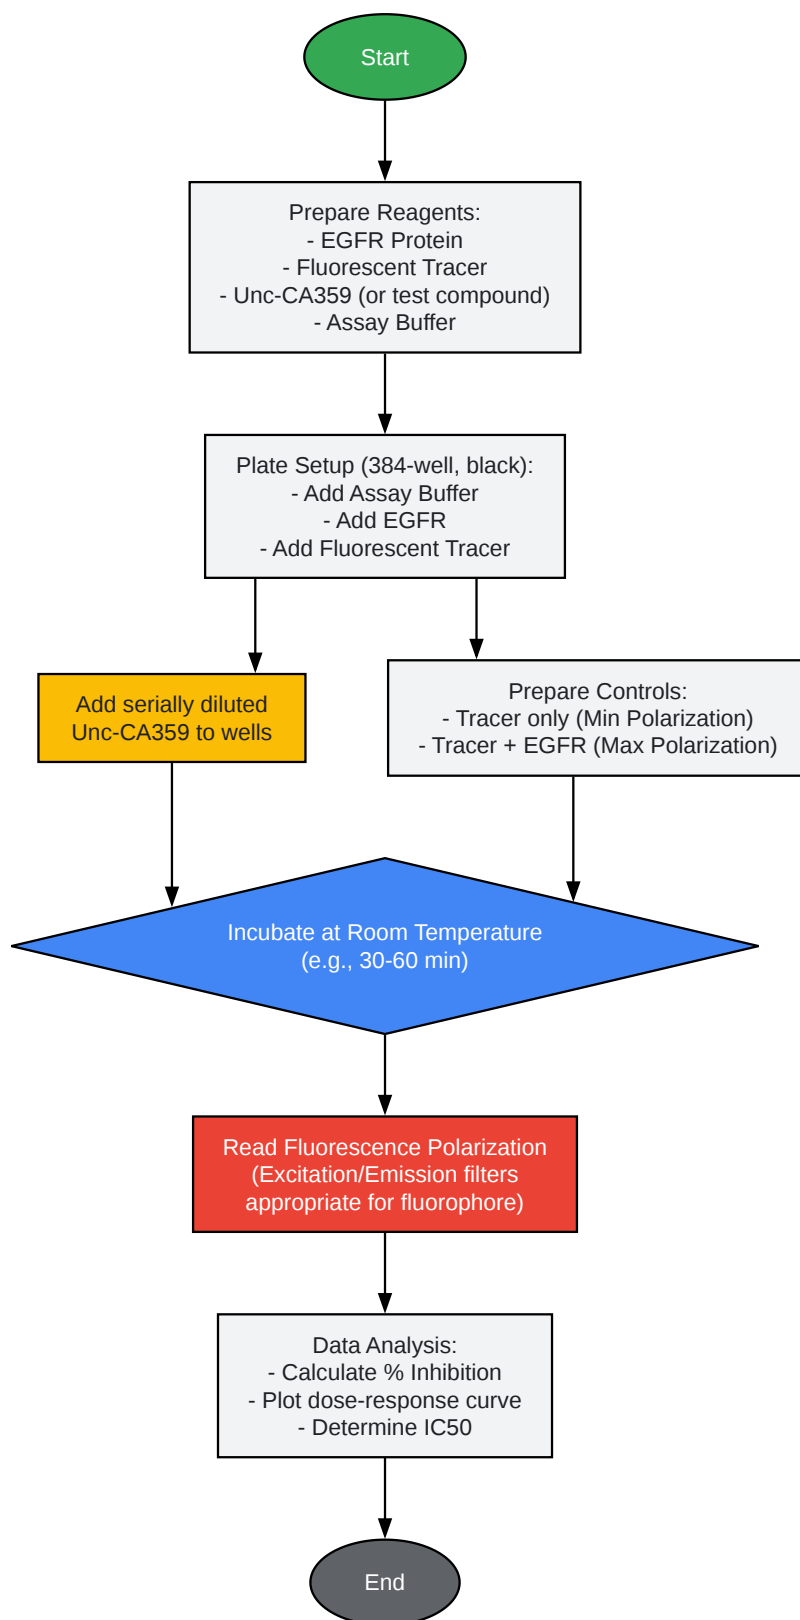 Start
Prepare Reagents:
- EGFR Protein
- Fluorescent Tracer
- Unc-CA359 (or test compound)
- Assay Buffer
Plate Setup (384-well, black):
- Add Assay Buffer
- Add EGFR
- Add Fluorescent Tracer
Add serially diluted
Unc-CA359 to wells
Prepare Controls:
- Tracer only (Min Polarization)
- Tracer + EGFR (Max Polarization)
Incubate at Room Temperature
(e.g., 30-60 min)
Read Fluorescence Polarization
(Excitation/Emission filters
appropriate for fluorophore)
Data Analysis:
- Calculate % Inhibition
- Plot dose-response curve
- Determine IC50
End